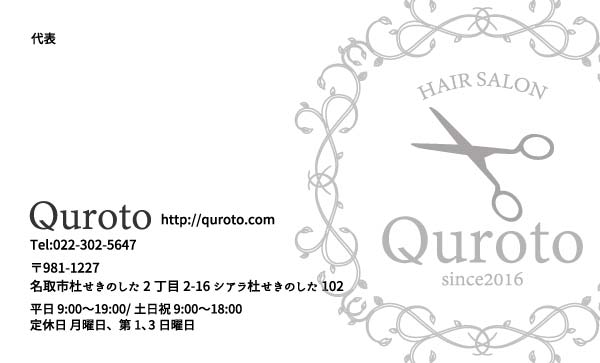 代表
HAIR SALON
Quroto
since2016
Quroto http://quroto.com
Tel:022-302-5647
〒981-1227
名取市杜せきのした2丁目2-16 シアラ杜せきのした 102
平日 9:00〜19:00/ 土日祝 9:00〜18:00
定休日 月曜日、第1、3日曜日